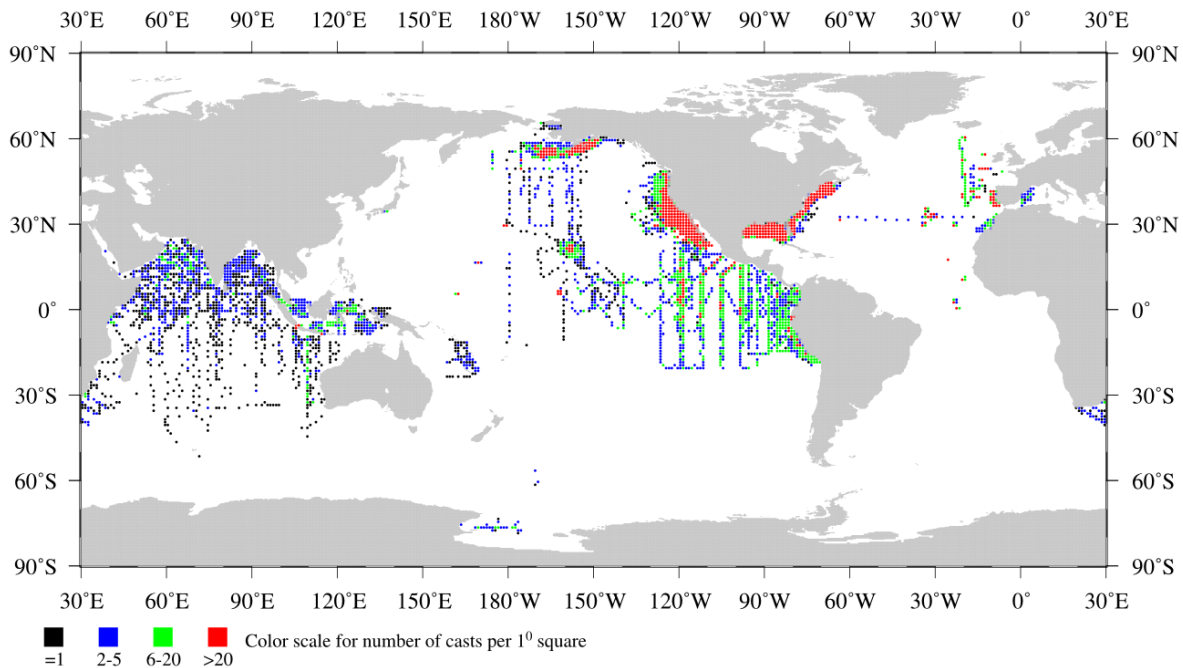 30˚E 60˚E 90˚E 120˚E 150˚E 180˚W 150˚W 120˚W 90˚W 60˚W 30˚W 0˚ 30˚E
90˚N 90˚N
60˚N 60˚N
30˚N 30˚N
0˚ 0˚
30˚S 30˚S
60˚S 60˚S
90˚S 90˚S
30˚E 60˚E 90˚E 120˚E 150˚E 180˚W 150˚W 120˚W 90˚W 60˚W 30˚W 0˚ 30˚E
Color scale for number of casts per 1⁰ square
=1 2-5 6-20 >20